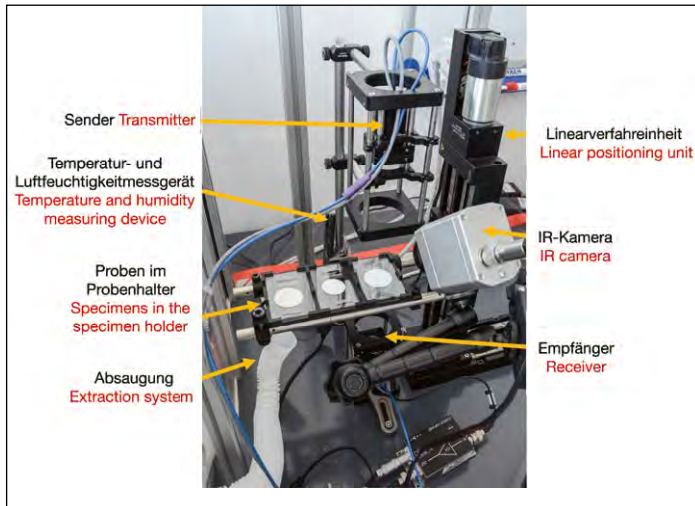 Sender Transmitter
Temperatur- und
Luftfeuchtigkeitmessgerät
Temperature and humidity
measuring device
Proben im
Probenhalter
Specimens in the
specimen holder
Absaugung
Extraction system
Linearverfahreinheit
Linear positioning unit
IR-Kamera
IR camera
Empfänger
Receiver